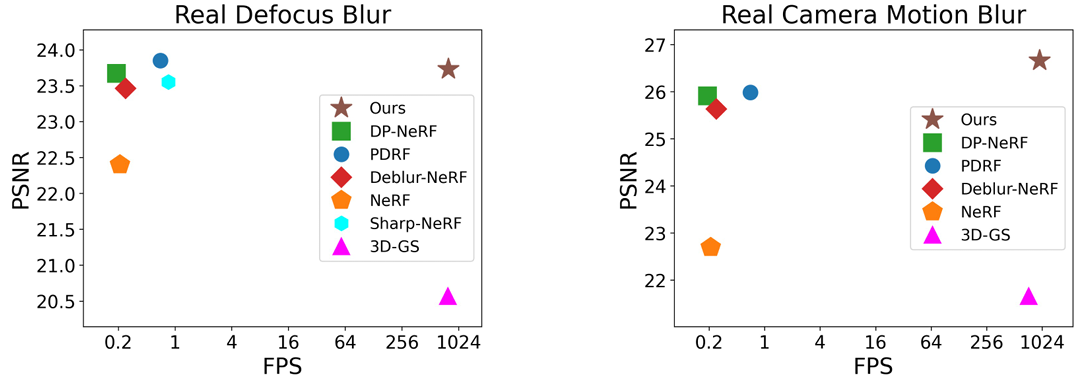 Real Defocus Blur
PSNR
24.0
23.5
23.0
22.5
22.0
21.5
21.0
20.5
Ours
DP-NeRF
PDRF
Deblur-NeRF
NeRF
Sharp-NeRF
3D-GS
0.2 1 4 16 64 256 1024
FPS
Real Camera Motion Blur
PSNR
27
26
25
24
23
22
Ours
DP-NeRF
PDRF
Deblur-NeRF
NeRF
3D-GS
0.2 1 4 16 64 256 1024
FPS